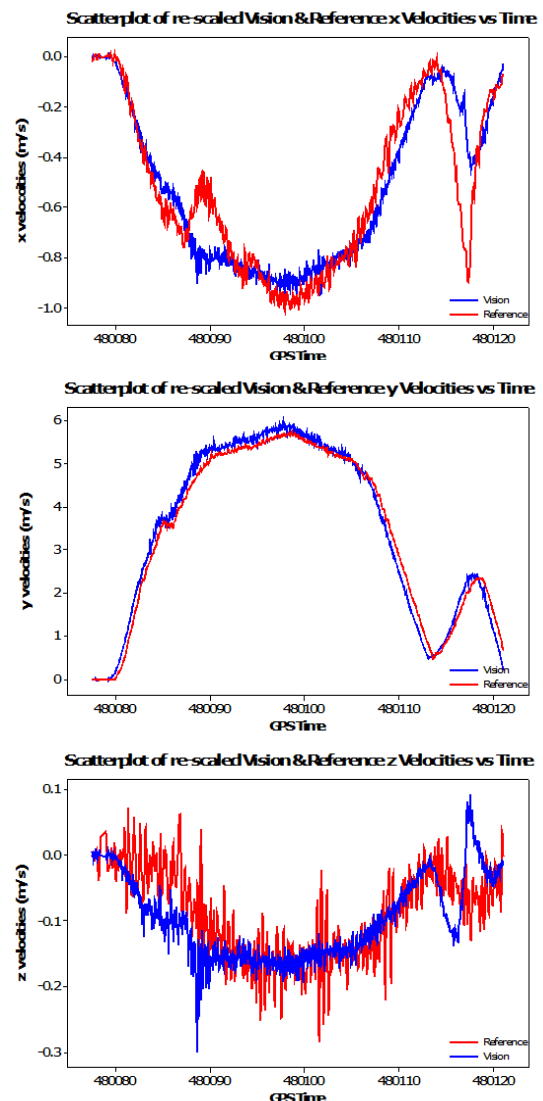 Scatterplot of re-scaled Vision & Reference x Velocities vs Time
0.0
-0.2
-0.4
-0.6
-0.8
-1.0
x velocities (m/s)
Vision
Reference
480080 480090 480100 480110 480120
GPS Time
Scatterplot of re-scaled Vision & Reference y Velocities vs Time
6
5
4
3
2
1
0
y velocities (m/s)
Vision
Reference
480080 480090 480100 480110 480120
GPS Time
Scatterplot of re-scaled Vision & Reference z Velocities vs Time
0.1
0.0
-0.1
-0.2
-0.3
z velocities (m/s)
Reference
Vision
480080 480090 480100 480110 480120
GPS Time